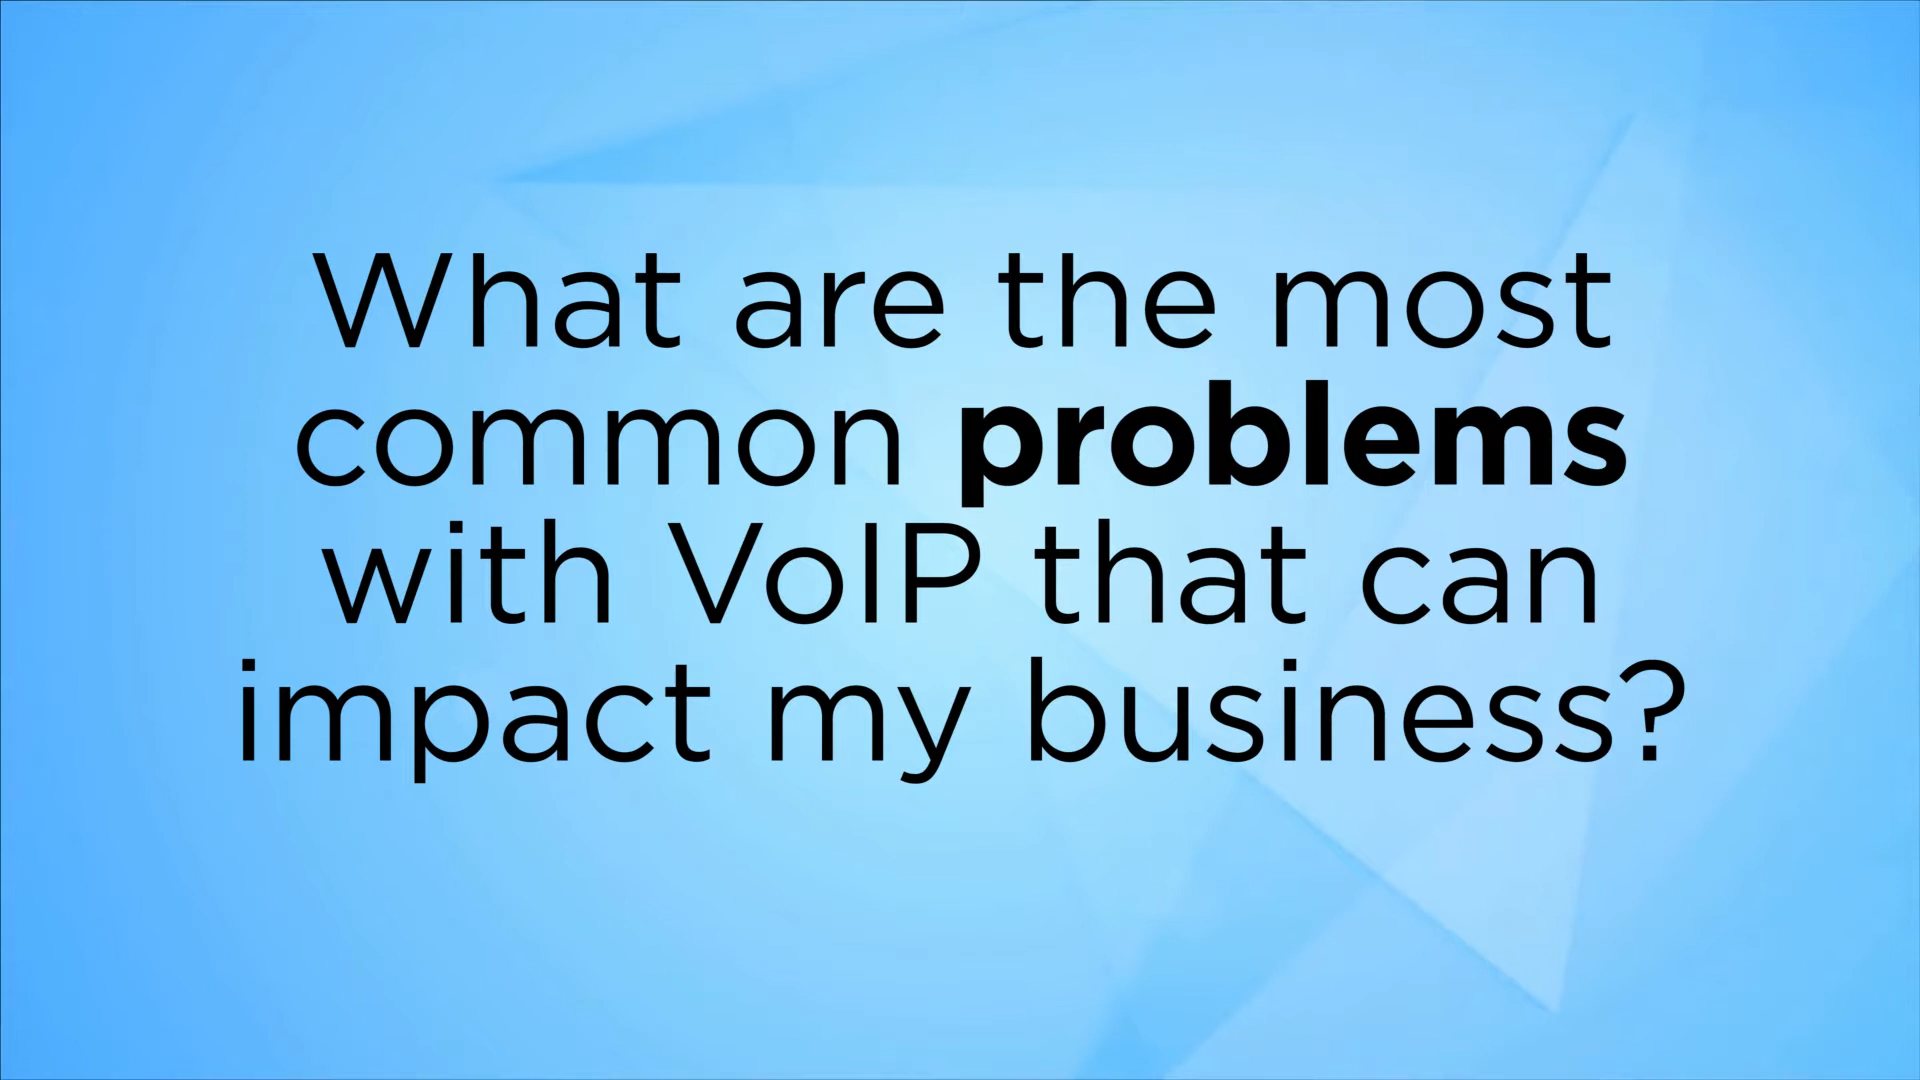 What are the most
common problems
with VoIP that can
impact my business?